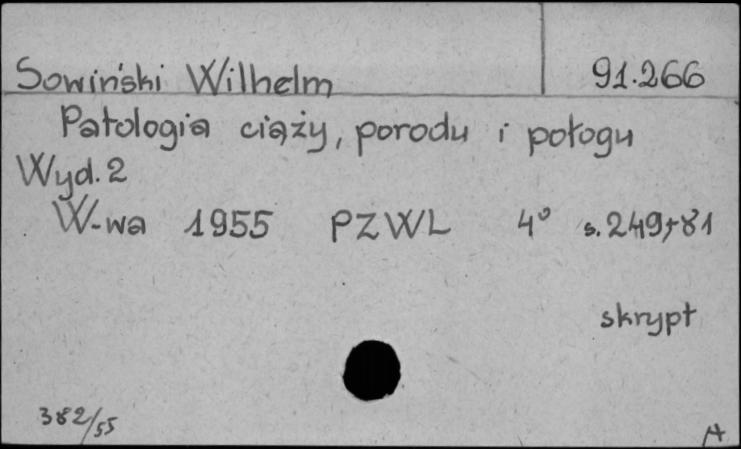 Sowiński Wilhelm 91.266
Patologia ciąży, porodu i połogu
Wyd. 2
W-wa 1955 PZWL 4° s. 249,+81
skrypt
382/55
A